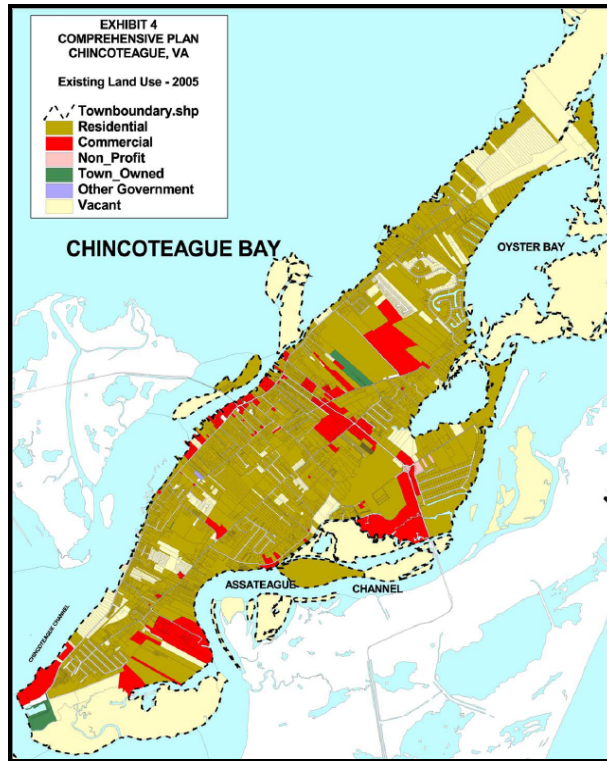 EXHIBIT 4
COMPREHENSIVE PLAN
CHINCOTEAGUE, VA
Existing Land Use - 2005
Townboundary.shp
Residential
Commercial
Non_Profit
Town_Owned
Other Government
Vacant
CHINCOTEAGUE BAY
OYSTER BAY
ASSATEAGUE
CHANNEL
CHINCOTEAGUE CHANNEL